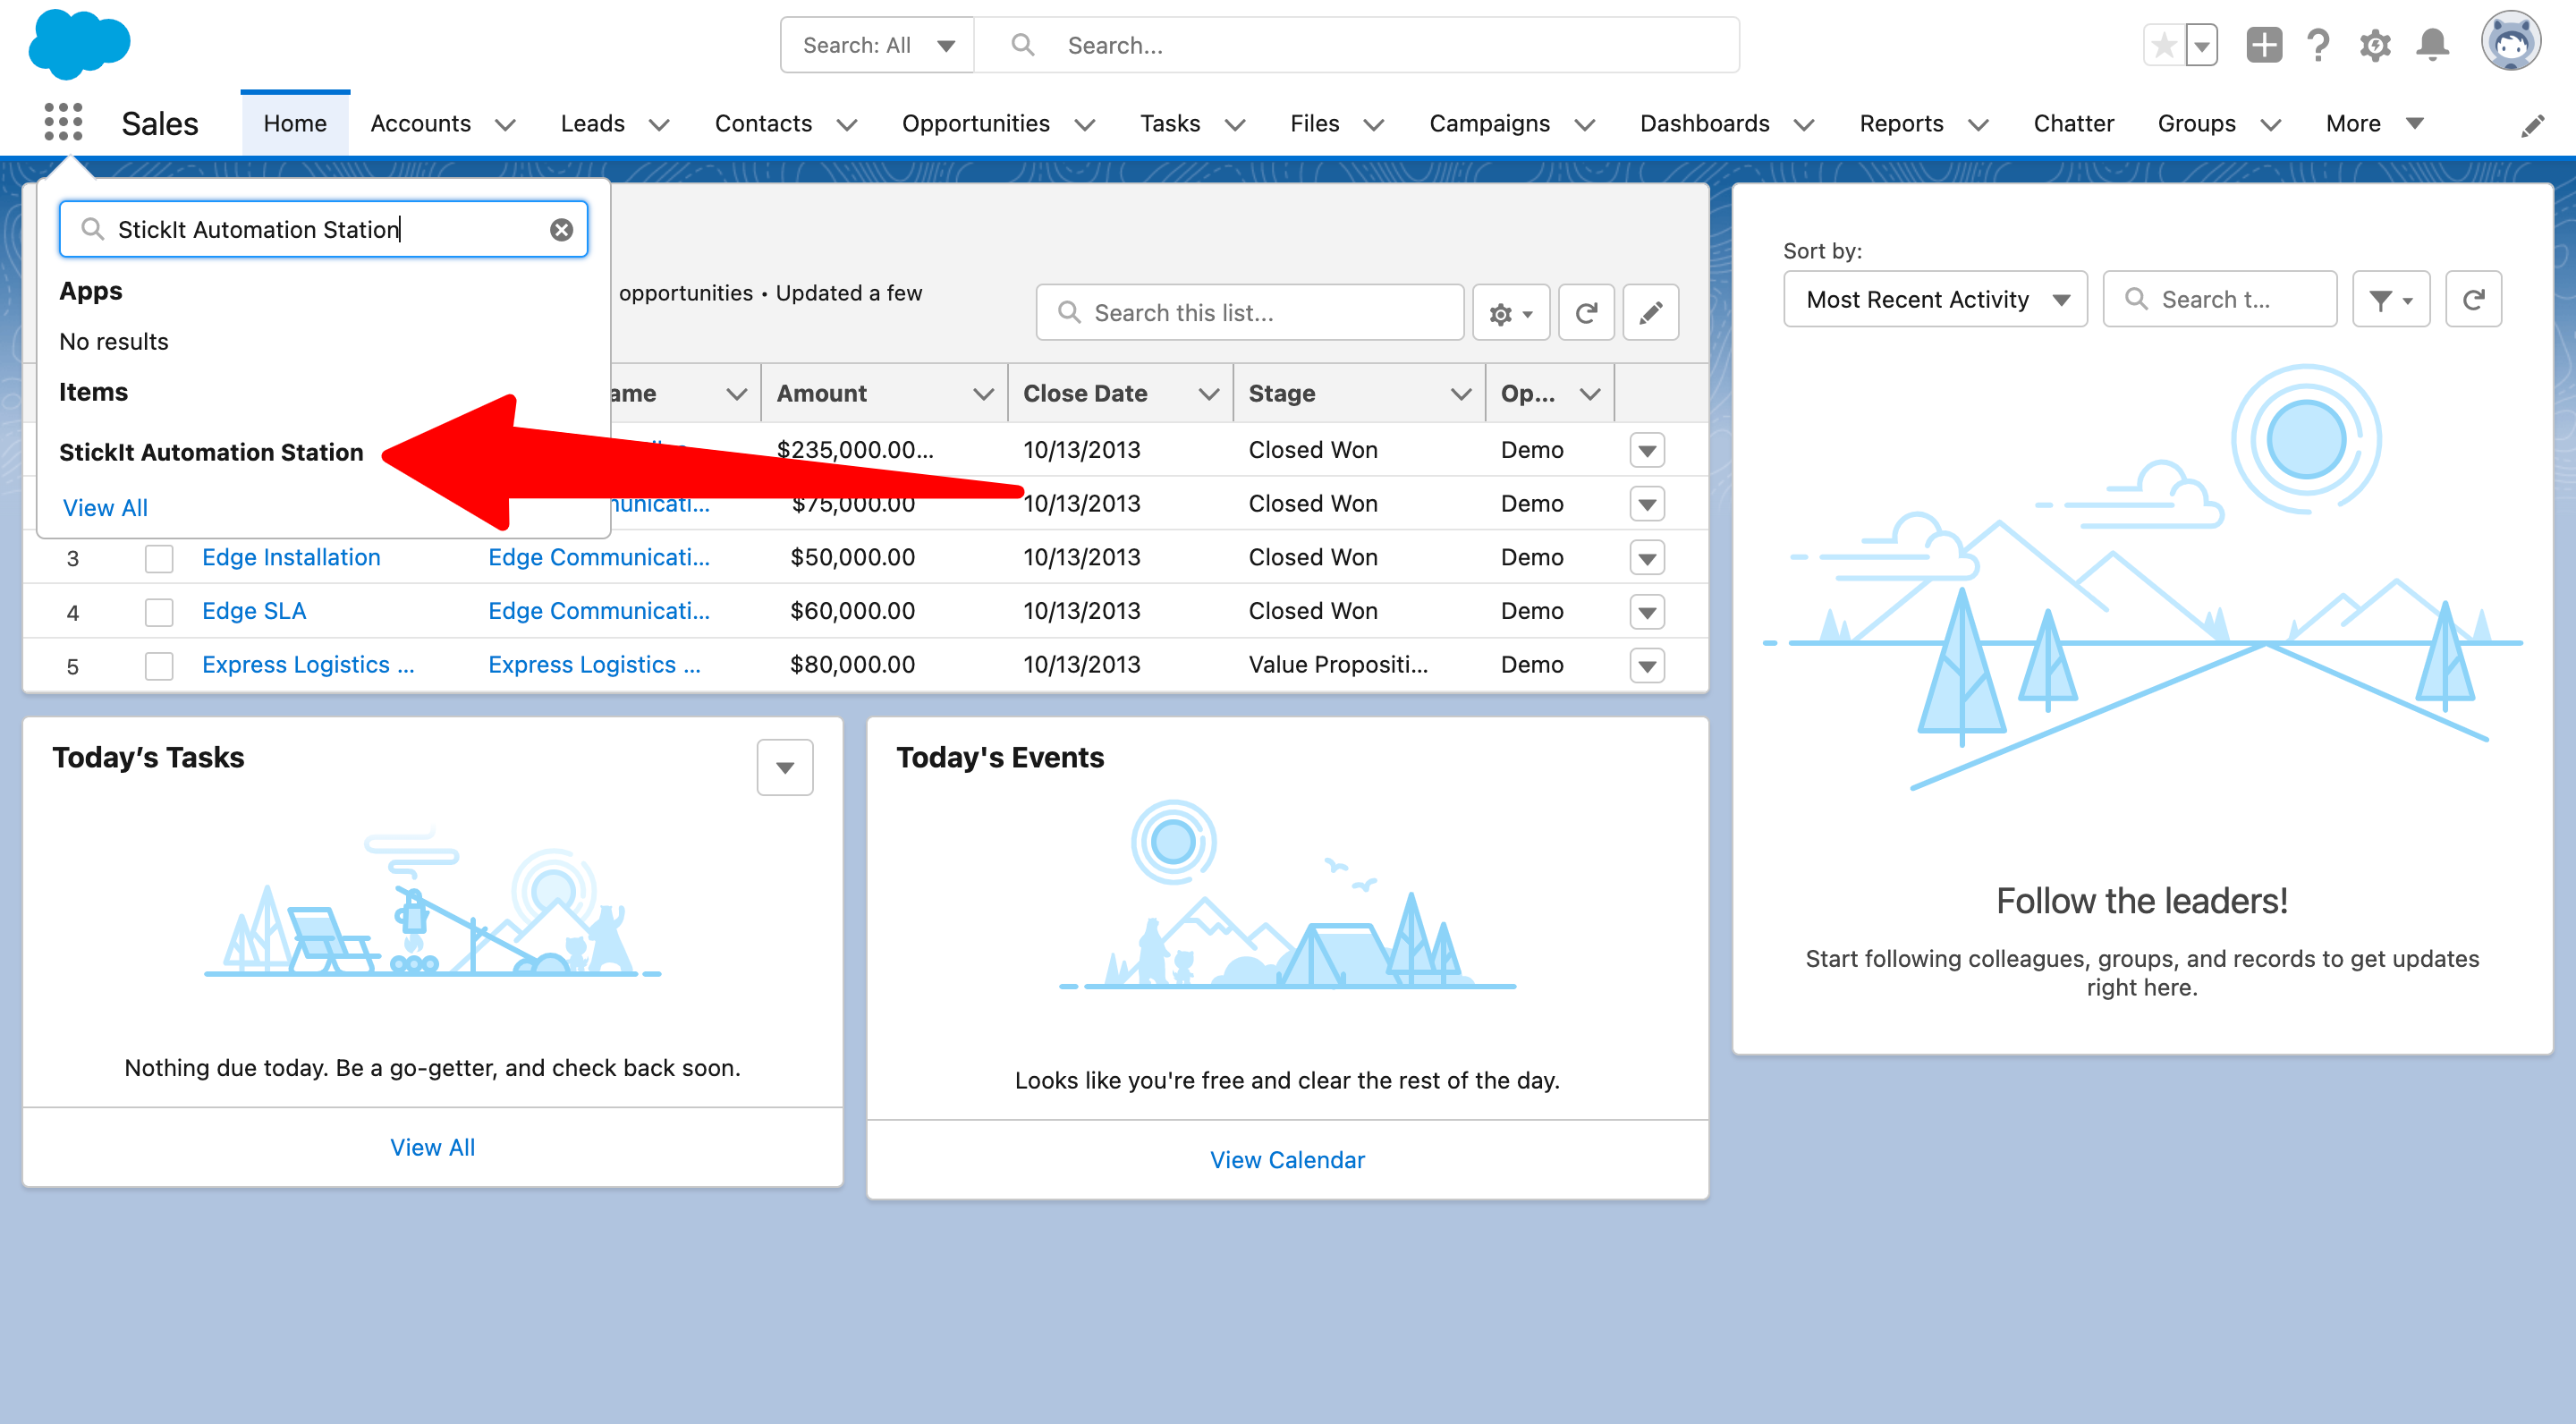 Search: All
Search...
Sales
Home
Accounts
Leads
Contacts
Opportunities
Tasks
Files
Campaigns
Dashboards
Reports
Chatter
Groups
More
StickIt Automation Station
Apps
No results
Items
StickIt Automation Station
View All
opportunities • Updated a few
Search this list...
ame Amount Close Date Stage Op...
$235,000.00... 10/13/2013 Closed Won Demo
unicati... $75,000.00 10/13/2013 Closed Won Demo
3 Edge Installation Edge Communicati... $50,000.00 10/13/2013 Closed Won Demo
4 Edge SLA Edge Communicati... $60,000.00 10/13/2013 Closed Won Demo
5 Express Logistics ... Express Logistics ... $80,000.00 10/13/2013 Value Propositi... Demo
Today’s Tasks
Nothing due today. Be a go-getter, and check back soon.
View All
Today's Events
Looks like you're free and clear the rest of the day.
View Calendar
Sort by:
Most Recent Activity
Search t...
Follow the leaders!
Start following colleagues, groups, and records to get updates
right here.